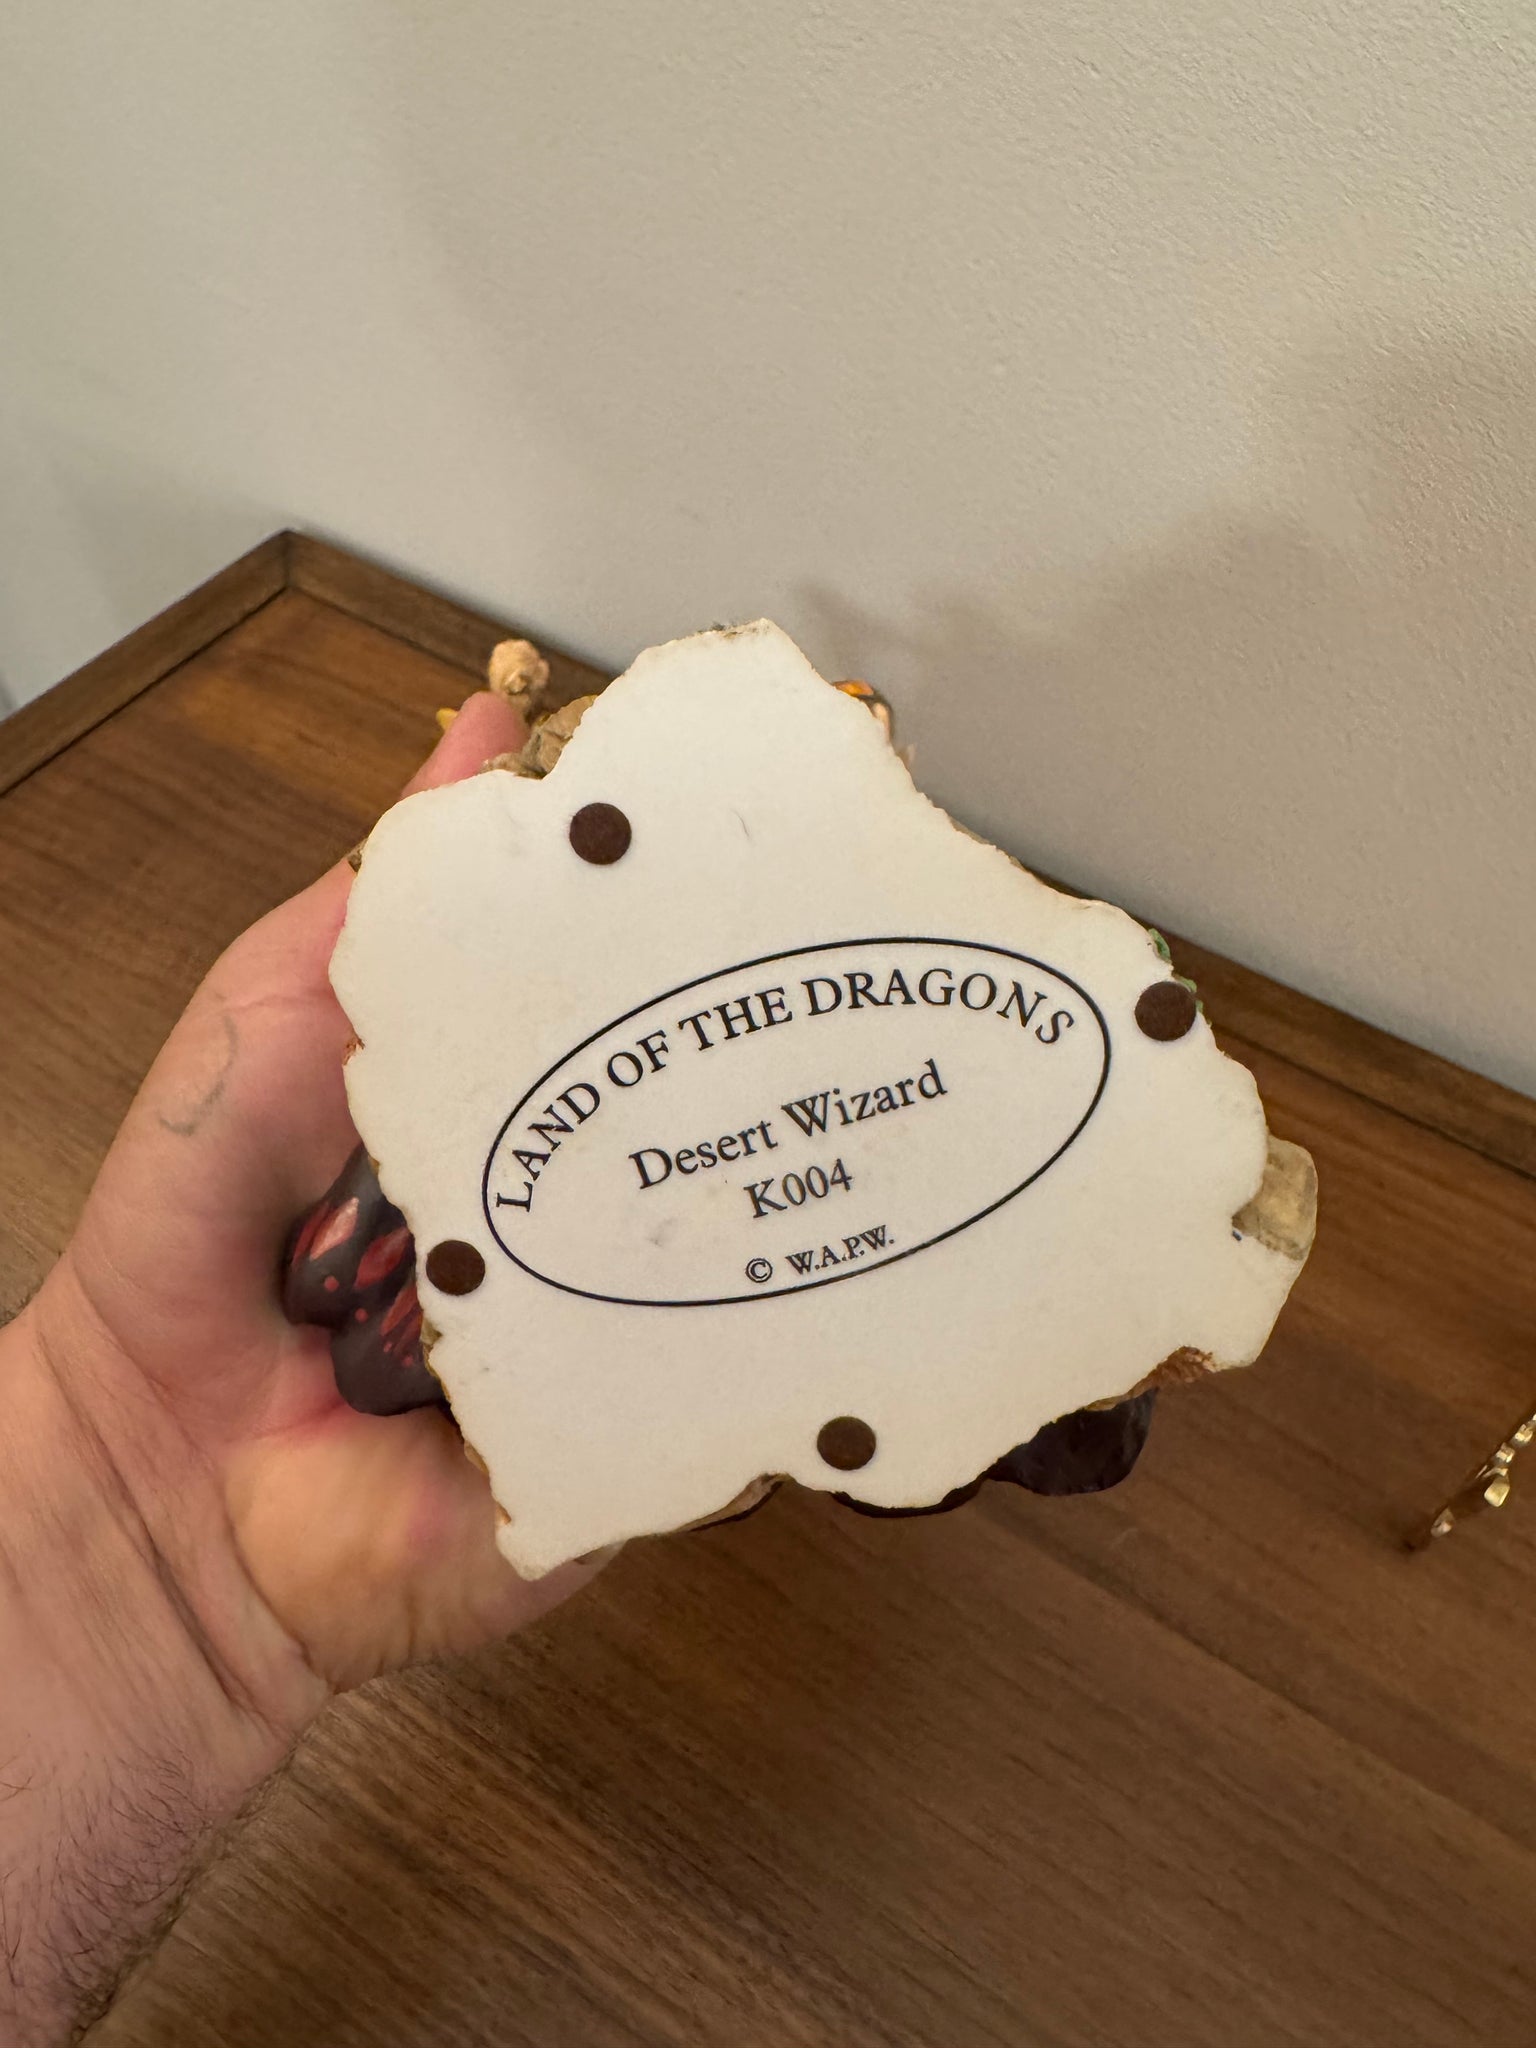 LAND OF THE DRAGONS
Desert Wizard
K004
© W.A.P.W.